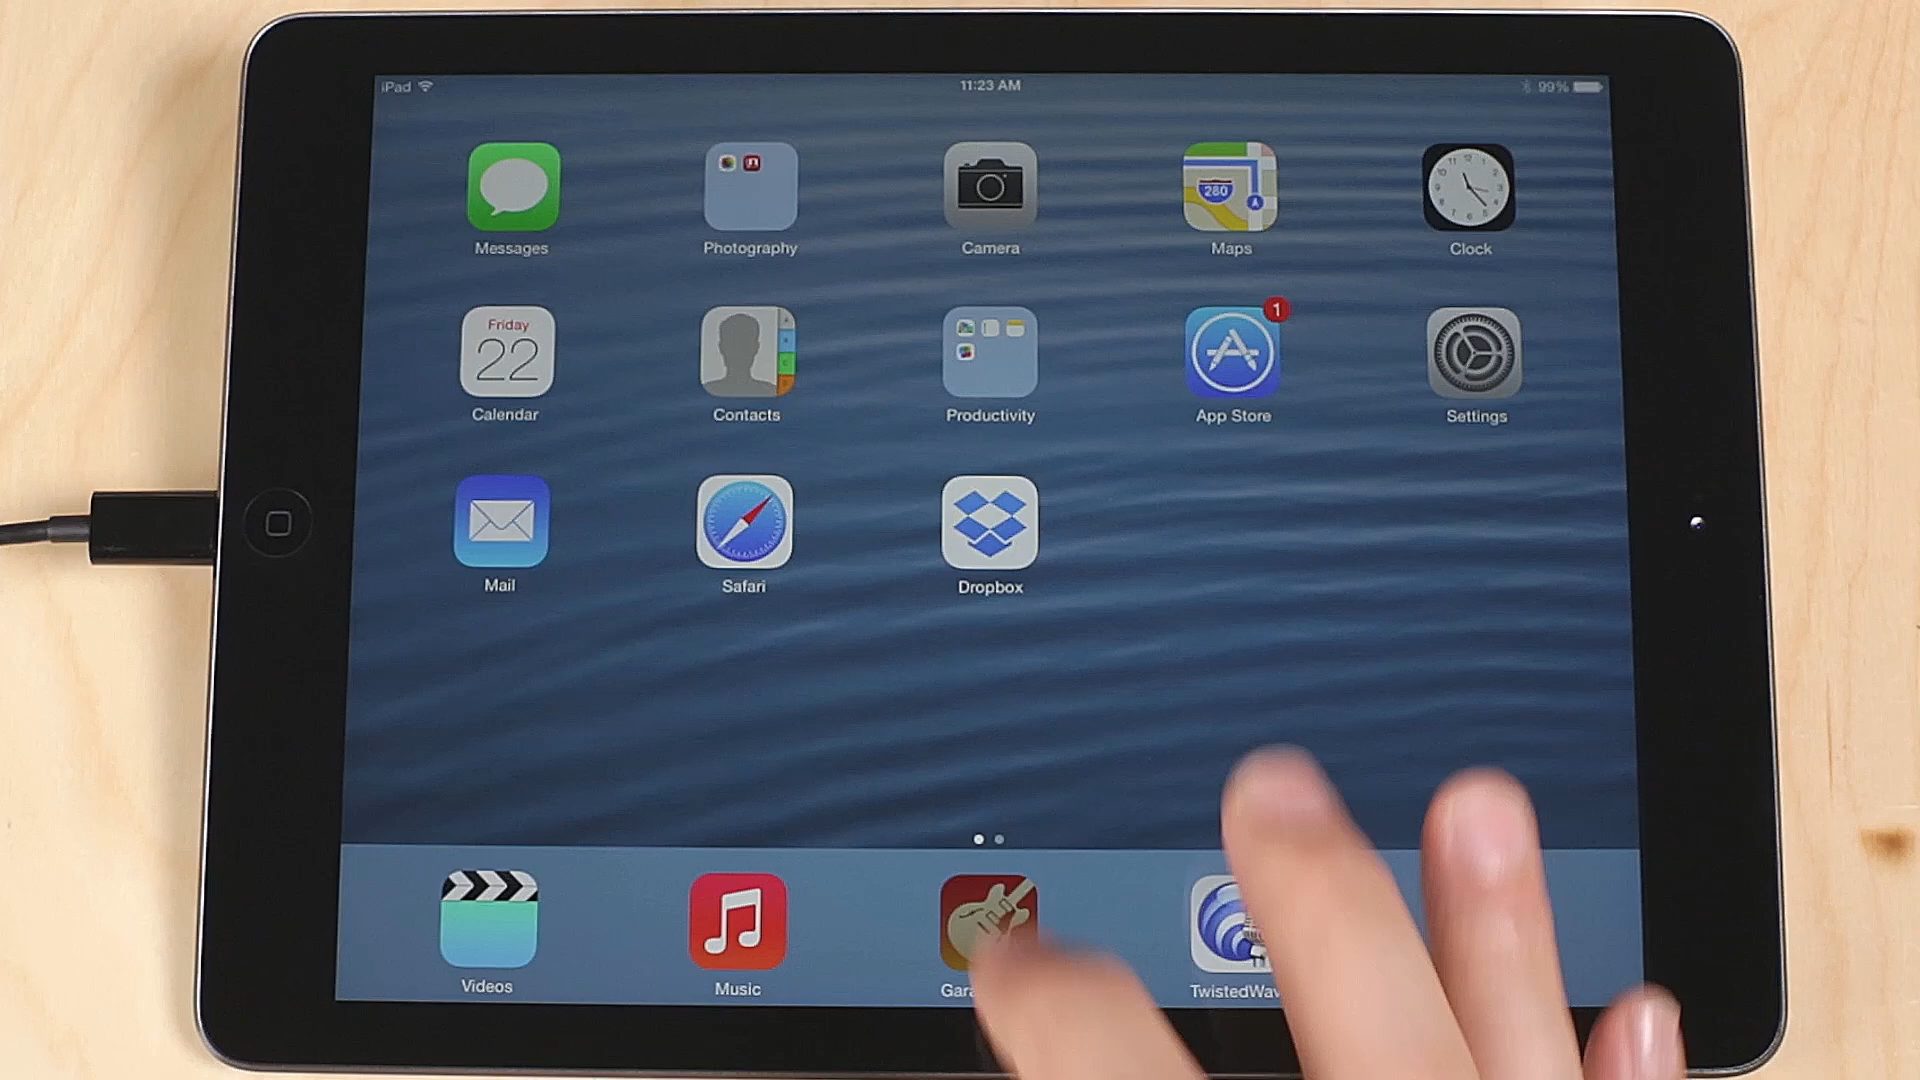 iPad
11:23 AM
99%
Messages
Photography
Camera
280
Maps
Clock
Friday
22
Calendar
Contacts
Productivity
1
App Store
Settings
Mail
Safari
Dropbox
Videos
Music
Gara
TwistedWav